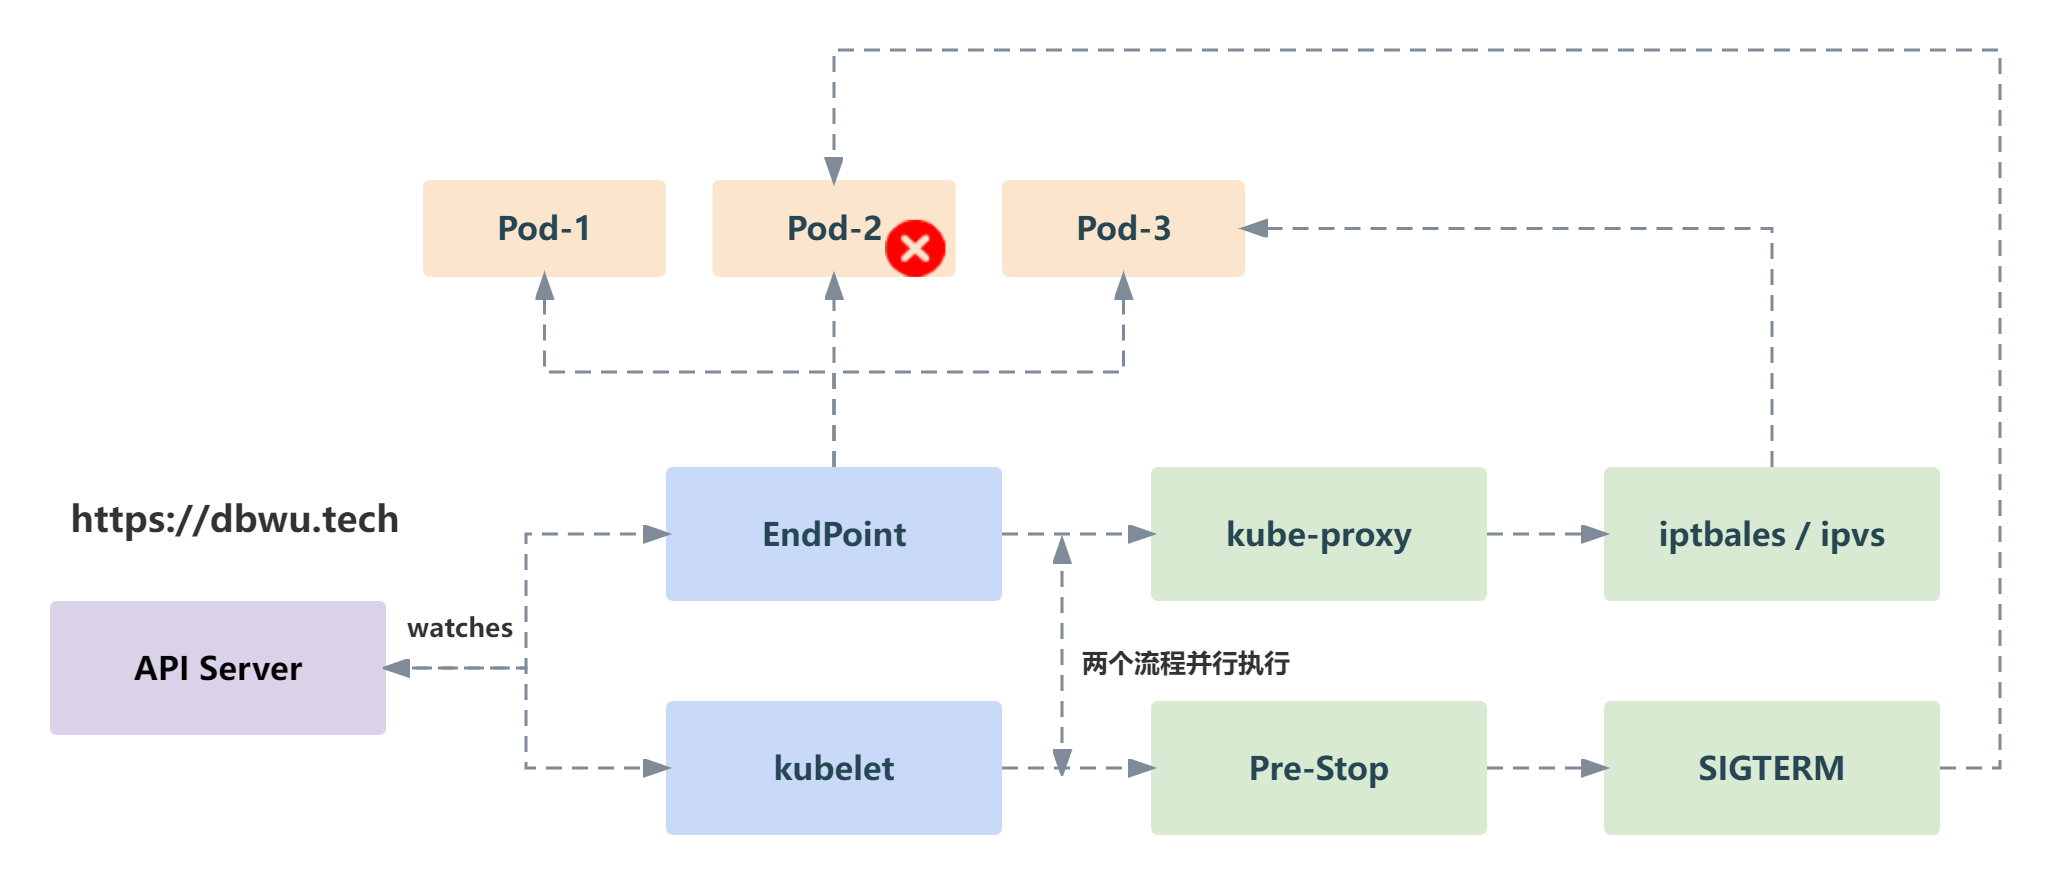 Pod-1
Pod-2
Pod-3
https://dbwu.tech
EndPoint
kube-proxy
iptbales / ipvs
watches
API Server
两个流程并行执行
kubelet
Pre-Stop
SIGTERM